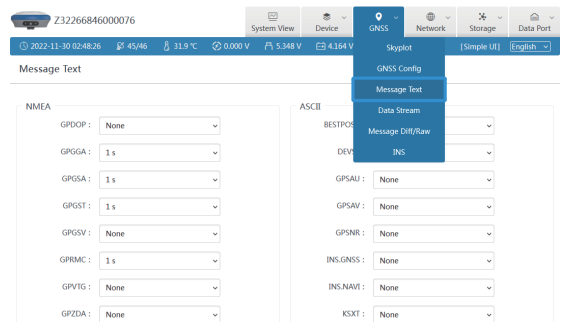 Z32266846000076
System View
Device
GNSS
Network
Storage
Data Port
2022-11-30 02:48:26 45/46 31.9 ℃ 0.000 V 5.348 V 4.164 V [Simple UI] English
Skyplot
GNSS Config
Message Text
Data Stream
Message Diff/Raw
INS
Message Text
NMEA
GPDOP : None
GPGGA : 1 s
GPGSA : 1 s
GPGST : 1 s
GPGSV : None
GPRMC : 1 s
GPVTG : None
GPZDA : None
ASCII
BESTPOS
DEVS
GPSAU : None
GPSAV : None
GPSNR : None
INS.GNSS : None
INS.NAVI : None
KSXT : None